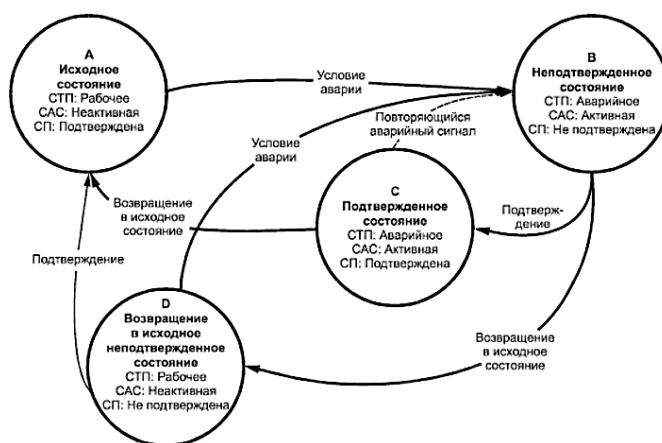 A
Исходное
состояние
СТП: Рабочее
САС: Неактивная
СП: Подтверждена
Условие
аварии
B
Неподтвержденное
состояние
СТП: Аварийное
САС: Активная
СП: Не подтверждена
Повторяющийся
аварийный сигнал
Условие
аварии
C
Подтвержденное
состояние
СТП: Аварийное
САС: Активная
СП: Подтверждена
Возвращение
в исходное
состояние
Подтверж-
дение
Подтверждение
D
Возвращение
в исходное
неподтвержденное
состояние
СТП: Рабочее
САС: Неактивная
СП: Не подтверждена
Возвращение
в исходное
состояние